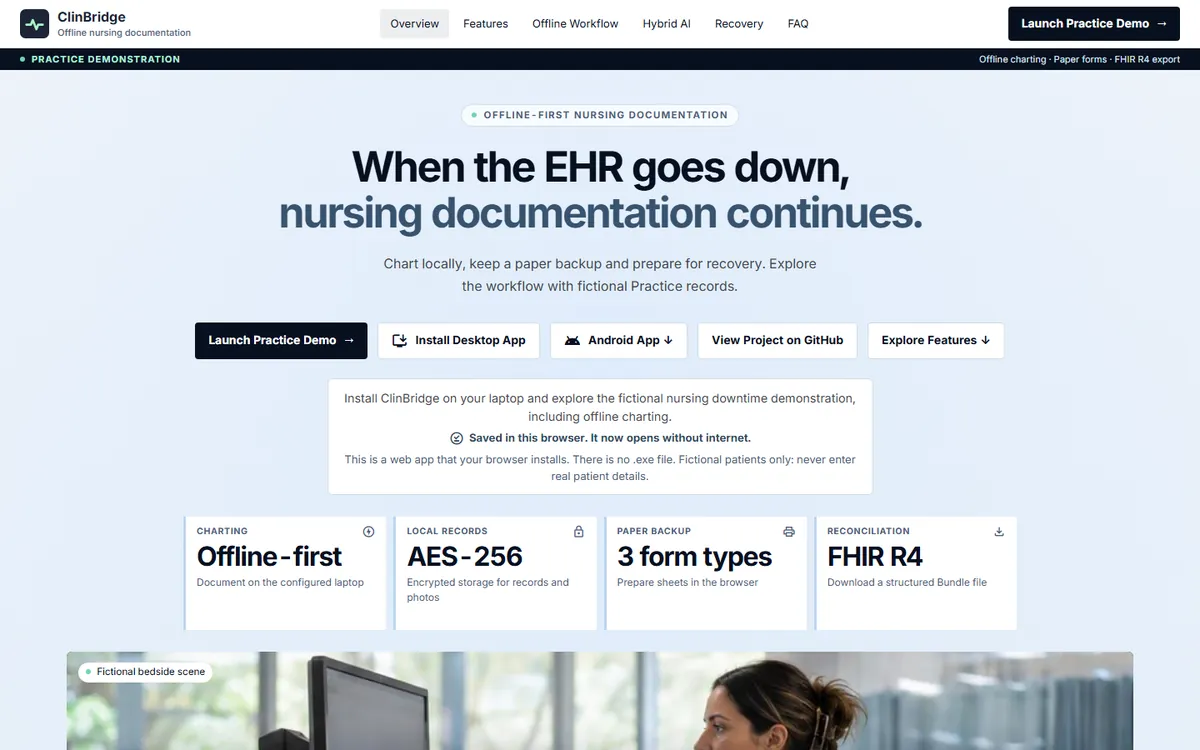 ClinBridge
Offline nursing documentation
Overview
Features
Offline Workflow
Hybrid AI
Recovery
FAQ
Launch Practice Demo →
PRACTICE DEMONSTRATION
Offline charting · Paper forms · FHIR R4 export
OFFLINE-FIRST NURSING DOCUMENTATION
When the EHR goes down,
nursing documentation continues.
Chart locally, keep a paper backup and prepare for recovery. Explore
the workflow with fictional Practice records.
Launch Practice Demo →
Install Desktop App
Android App ↓
View Project on GitHub
Explore Features ↓
Install ClinBridge on your laptop and explore the fictional nursing downtime demonstration,
including offline charting.
Saved in this browser. It now opens without internet.
This is a web app that your browser installs. There is no .exe file. Fictional patients only: never enter
real patient details.
CHARTING
Offline-first
Document on the configured laptop
LOCAL RECORDS
AES-256
Encrypted storage for records and
photos
PAPER BACKUP
3 form types
Prepare sheets in the browser
RECONCILIATION
FHIR R4
Download a structured Bundle file
Fictional bedside scene